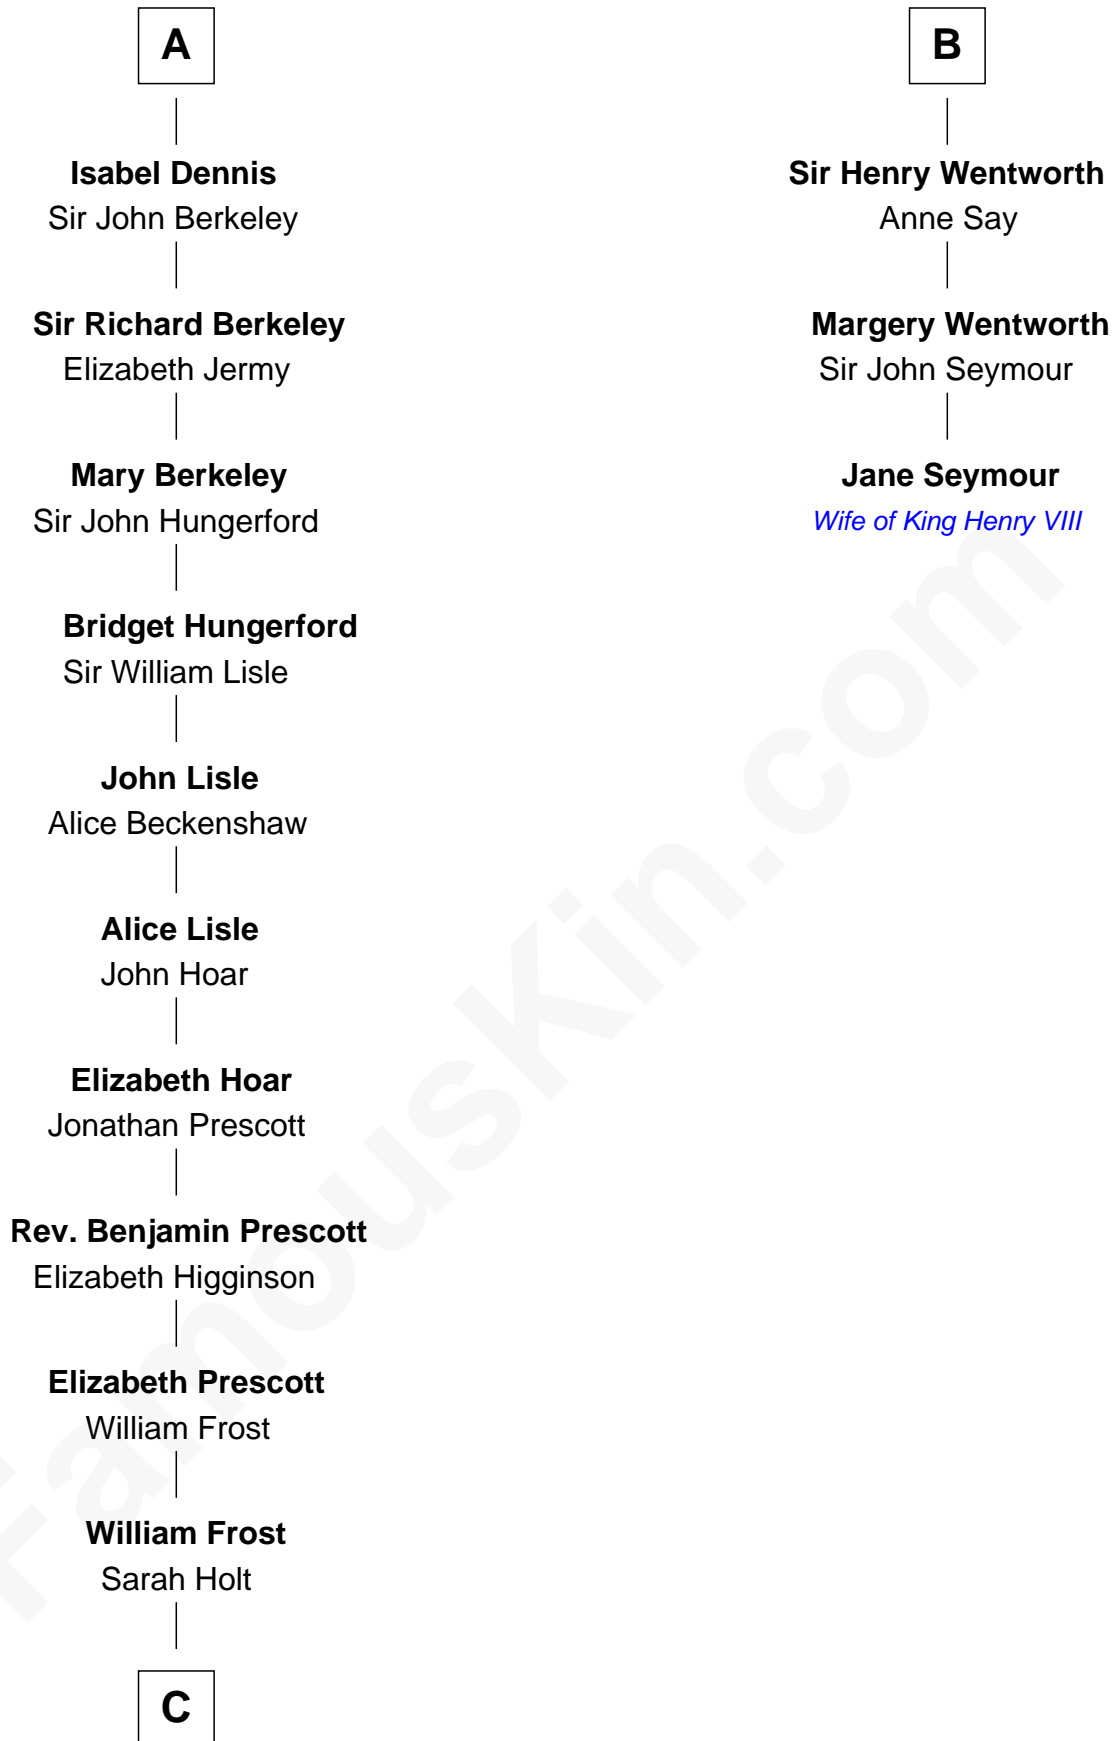 A
Isabel Dennis
Sir John Berkeley
Sir Richard Berkeley
Elizabeth Jermy
Mary Berkeley
Sir John Hungerford
Bridget Hungerford
Sir William Lisle
John Lisle
Alice Beckenshaw
Alice Lisle
John Hoar
Elizabeth Hoar
Jonathan Prescott
Rev. Benjamin Prescott
Elizabeth Higginson
Elizabeth Prescott
William Frost
William Frost
Sarah Holt
C
B
Sir Henry Wentworth
Anne Say
Margery Wentworth
Sir John Seymour
Jane Seymour
Wife of King Henry VIII
FamousKin.com